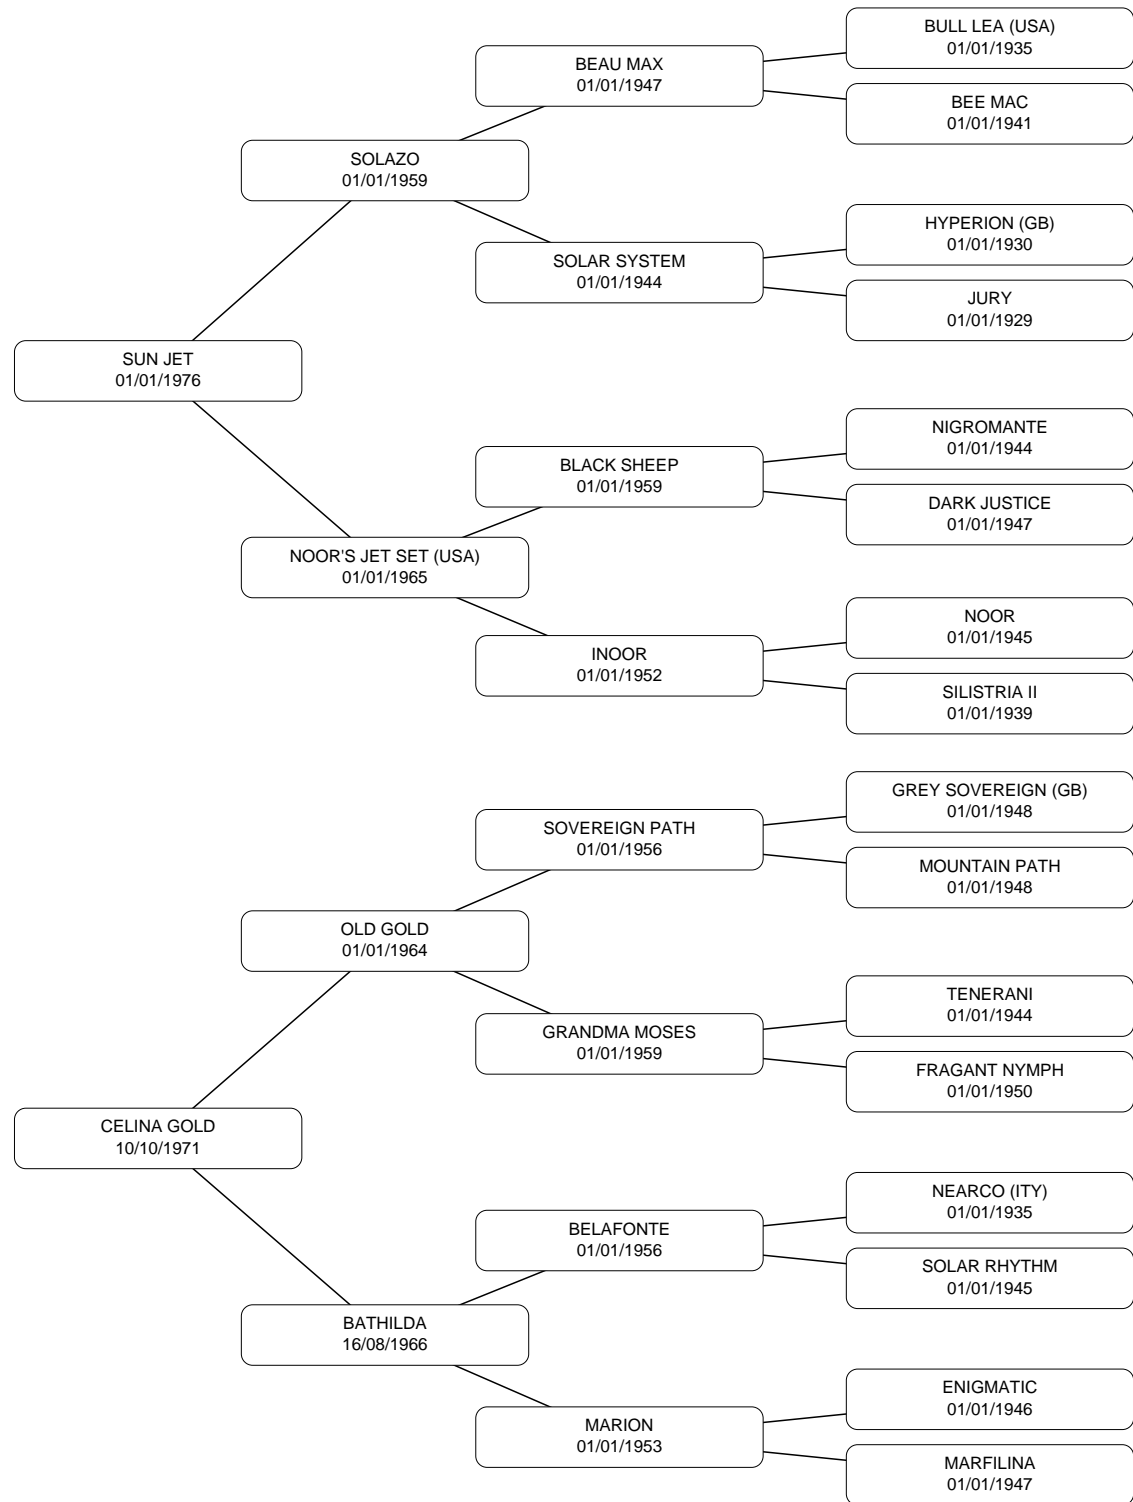 BULL LEA (USA)
01/01/1935
BEAU MAX
01/01/1947
BEE MAC
01/01/1941
SOLAZO
01/01/1959
HYPERION (GB)
01/01/1930
SOLAR SYSTEM
01/01/1944
JURY
01/01/1929
SUN JET
01/01/1976
NIGROMANTE
01/01/1944
BLACK SHEEP
01/01/1959
DARK JUSTICE
01/01/1947
NOOR'S JET SET (USA)
01/01/1965
NOOR
01/01/1945
INOOR
01/01/1952
SILISTRIA II
01/01/1939
GREY SOVEREIGN (GB)
01/01/1948
SOVEREIGN PATH
01/01/1956
MOUNTAIN PATH
01/01/1948
OLD GOLD
01/01/1964
TENERANI
01/01/1944
GRANDMA MOSES
01/01/1959
FRAGANT NYMPH
01/01/1950
CELINA GOLD
10/10/1971
NEARCO (ITY)
01/01/1935
BELAFONTE
01/01/1956
SOLAR RHYTHM
01/01/1945
BATHILDA
16/08/1966
ENIGMATIC
01/01/1946
MARION
01/01/1953
MARFILINA
01/01/1947